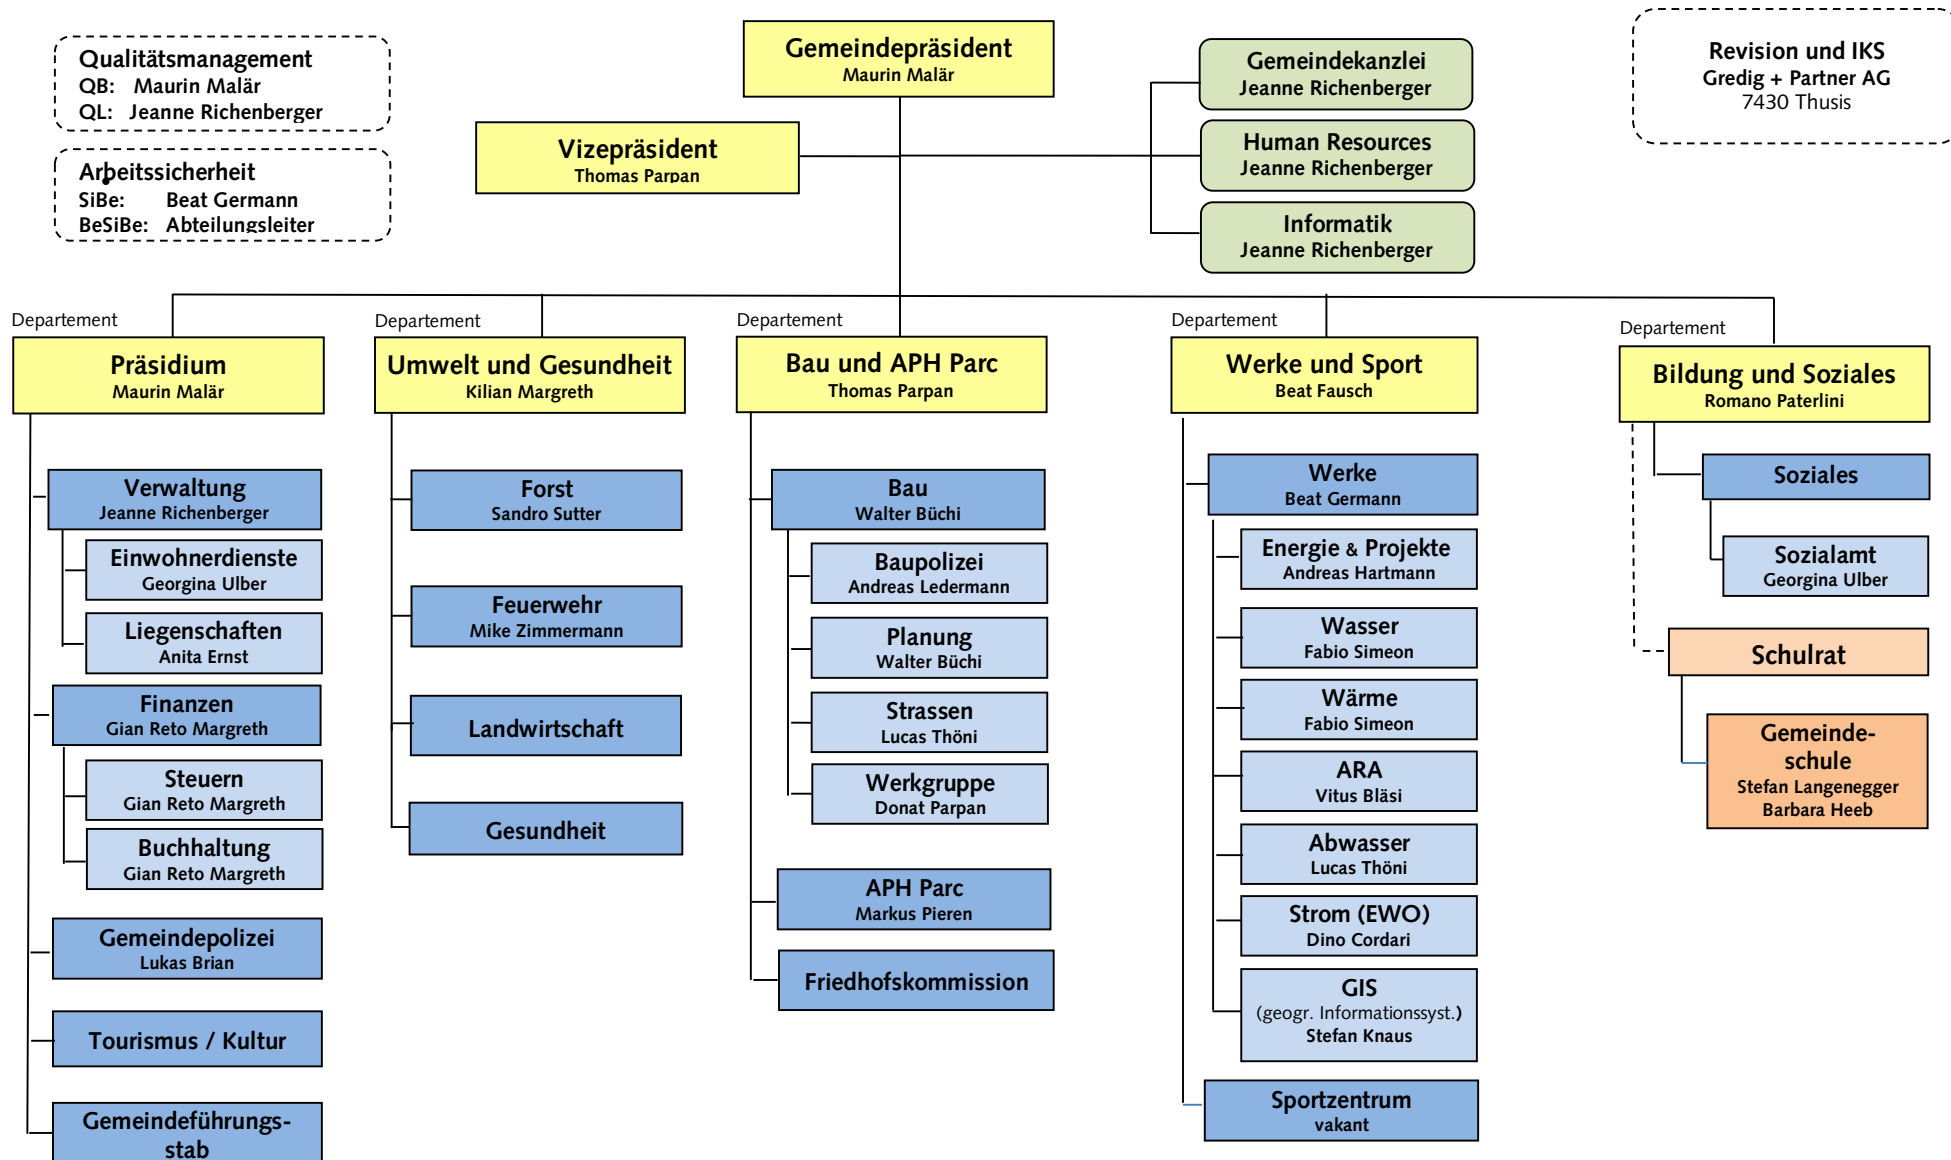 Qualitätsmanagement
QB: Maurin Malär
QL: Jeanne Richenberger
Arbeitssicherheit
SiBe: Beat Germann
BeSiBe: Abteilungsleiter
Gemeindepräsident
Maurin Malär
Vizepräsident
Thomas Parpan
Gemeindekanzlei
Jeanne Richenberger
Human Resources
Jeanne Richenberger
Informatik
Jeanne Richenberger
Revision und IKS
Gredig + Partner AG
7430 Thusis
Departement
Präsidium
Maurin Malär
Verwaltung
Jeanne Richenberger
Einwohnerdienste
Georgina Ulber
Liegenschaften
Anita Ernst
Finanzen
Gian Reto Margreth
Steuern
Gian Reto Margreth
Buchhaltung
Gian Reto Margreth
Gemeindepolizei
Lukas Brian
Tourismus / Kultur
Gemeindeführungs-
stab
Departement
Umwelt und Gesundheit
Kilian Margreth
Forst
Sandro Sutter
Feuerwehr
Mike Zimmermann
Landwirtschaft
Gesundheit
Departement
Bau und APH Parc
Thomas Parpan
Bau
Walter Büchi
Baupolizei
Andreas Ledermann
Planung
Walter Büchi
Strassen
Lucas Thöni
Werkgruppe
Donat Parpan
APH Parc
Markus Pieren
Friedhofskommission
Departement
Werke und Sport
Beat Fausch
Werke
Beat Germann
Energie & Projekte
Andreas Hartmann
Wasser
Fabio Simeon
Wärme
Fabio Simeon
ARA
Vitus Bläsi
Abwasser
Lucas Thöni
Strom (EWO)
Dino Cordari
GIS
(geogr. Informationssyst.)
Stefan Knaus
Sportzentrum
vakant
Departement
Bildung und Soziales
Romano Paterlini
Soziales
Sozialamt
Georgina Ulber
Schulrat
Gemeinde-
schule
Stefan Langenegger
Barbara Heeb